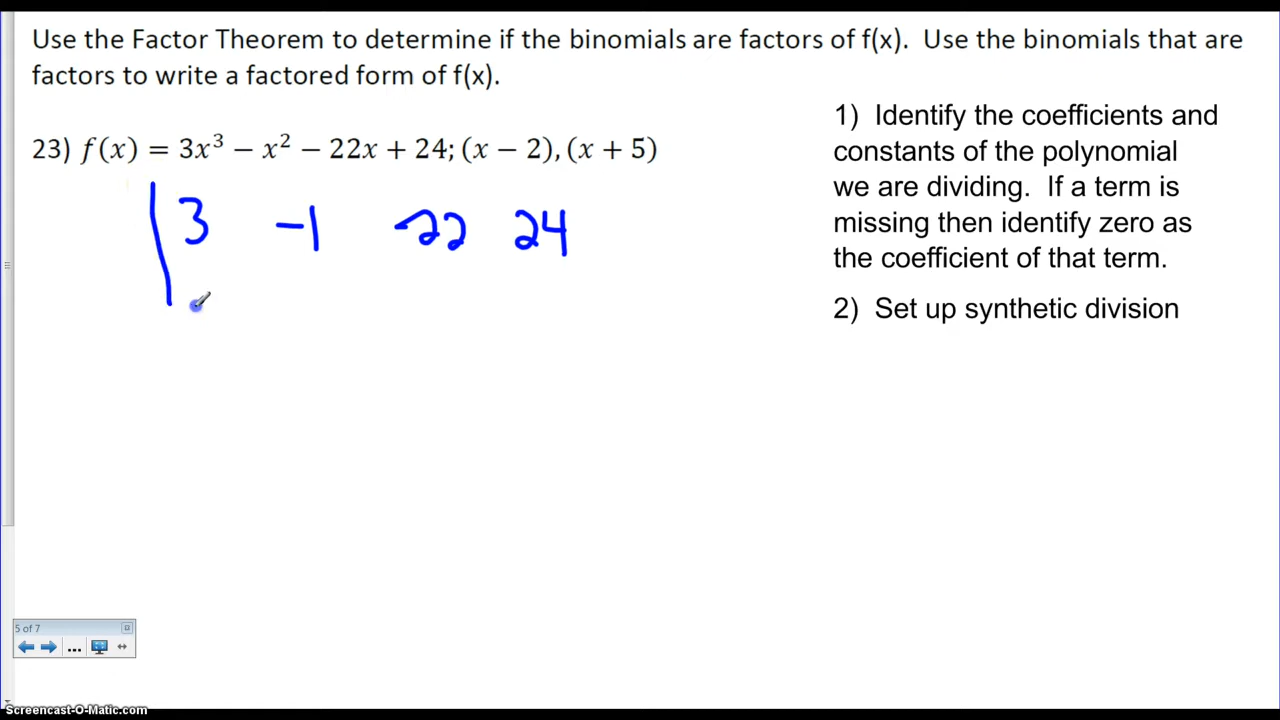 Use the Factor Theorem to determine if the binomials are factors of f(x). Use the binomials that are
factors to write a factored form of f(x).
23) f(x) = 3x³ − x² − 22x + 24; (x − 2), (x + 5)
3 -1 -22 24
1) Identify the coefficients and
constants of the polynomial
we are dividing. If a term is
missing then identify zero as
the coefficient of that term.
2) Set up synthetic division
5 of 7
...
Screencast-O-Matic.com